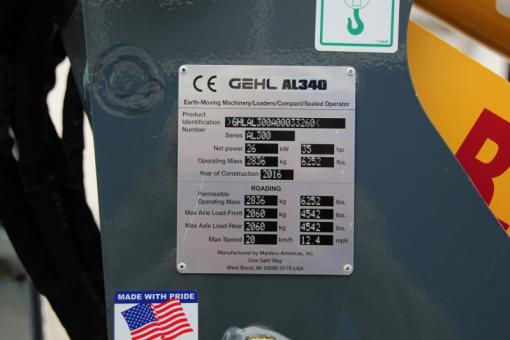 CE GEHL AL340
Earth-Moving Machinery/Loaders/Compact/Seated Operator
Product
Identification >GHLAL300A00033260<
Number
Series AL300
Net power 26 kW 35 hp
Operating Mass 2836 kg 6252 lbs.
Year of Construction 2016
ROADING
Permissible
Operating Mass 2836 kg 6252 lbs.
Max Axle Load-Front 2060 kg 4542 lbs.
Max Axle Load-Rear 2060 kg 4542 lbs.
Max Speed 20 km/h 12.4 mph
Manufactured by Manitou Americas, Inc
One Gehl Way
West Bend, WI 53095-0179 USA
MADE WITH PRIDE